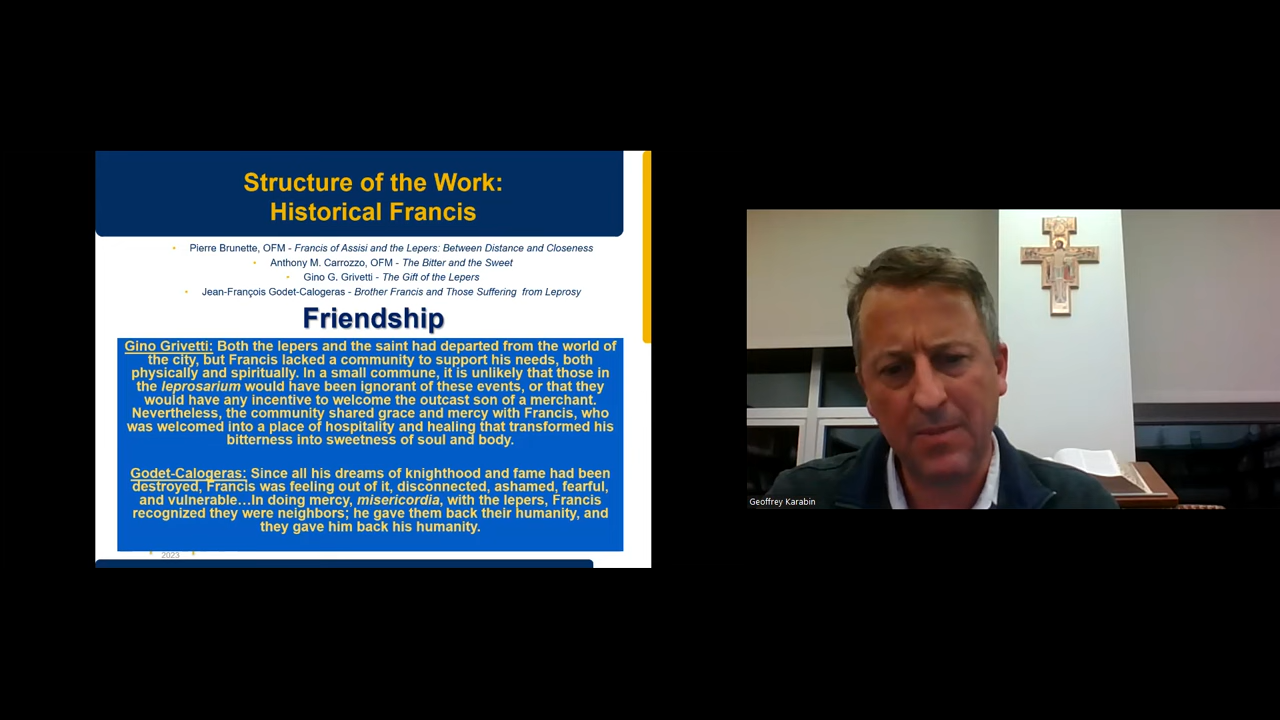 Structure of the Work:
Historical Francis
• Pierre Brunette, OFM - Francis of Assisi and the Lepers: Between Distance and Closeness
• Anthony M. Carrozzo, OFM - The Bitter and the Sweet
• Gino G. Grivetti - The Gift of the Lepers
• Jean-François Godet-Calogeras - Brother Francis and Those Suffering from Leprosy
Friendship
Gino Grivetti: Both the lepers and the saint had departed from the world of
the city, but Francis lacked a community to support his needs, both
physically and spiritually. In a small commune, it is unlikely that those in
the leprosarium would have been ignorant of these events, or that they
would have any incentive to welcome the outcast son of a merchant.
Nevertheless, the community shared grace and mercy with Francis, who
was welcomed into a place of hospitality and healing that transformed his
bitterness into sweetness of soul and body.
Godet-Calogeras: Since all his dreams of knighthood and fame had been
destroyed, Francis was feeling out of it, disconnected, ashamed, fearful,
and vulnerable…In doing mercy, misericordia, with the lepers, Francis
recognized they were neighbors; he gave them back their humanity, and
they gave him back his humanity.
2023
Geoffrey Karabin